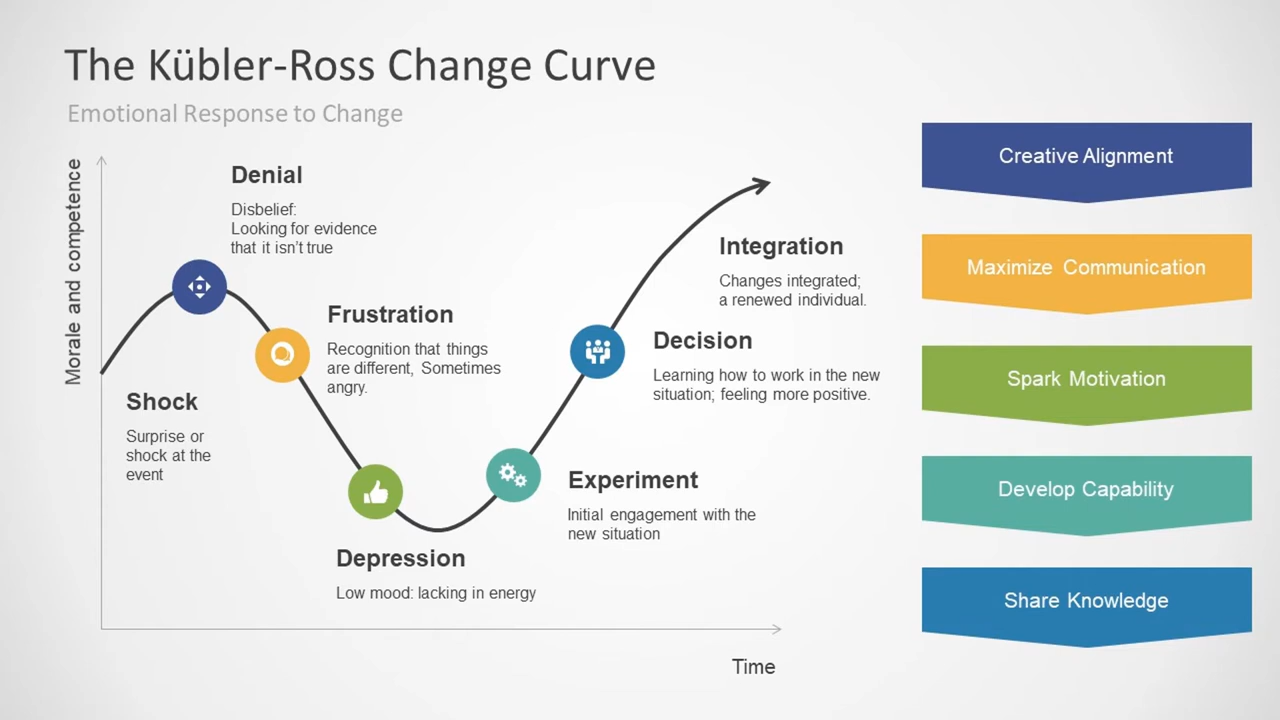 The Kübler-Ross Change Curve
Emotional Response to Change
Morale and competence
Denial
Disbelief:
Looking for evidence
that it isn't true
Shock
Surprise or
shock at the
event
Frustration
Recognition that things
are different, Sometimes
angry.
Depression
Low mood: lacking in energy
Experiment
Initial engagement with the
new situation
Decision
Learning how to work in the new
situation; feeling more positive.
Integration
Changes integrated;
a renewed individual.
Time
Creative Alignment
Maximize Communication
Spark Motivation
Develop Capability
Share Knowledge